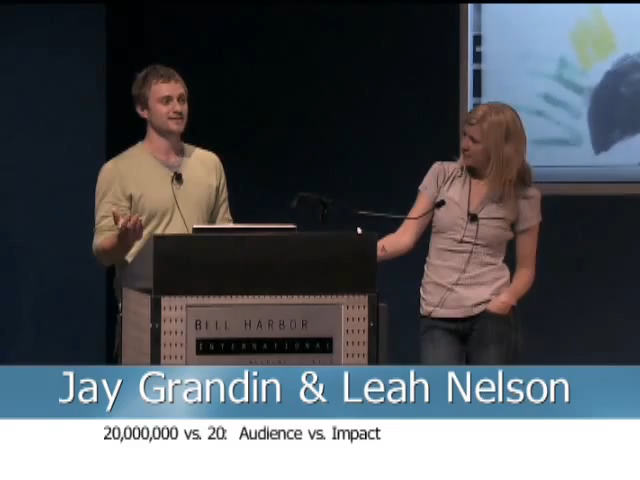 BILL HARBOR
INTERNATIONAL
Jay Grandin & Leah Nelson
20,000,000 vs. 20: Audience vs. Impact